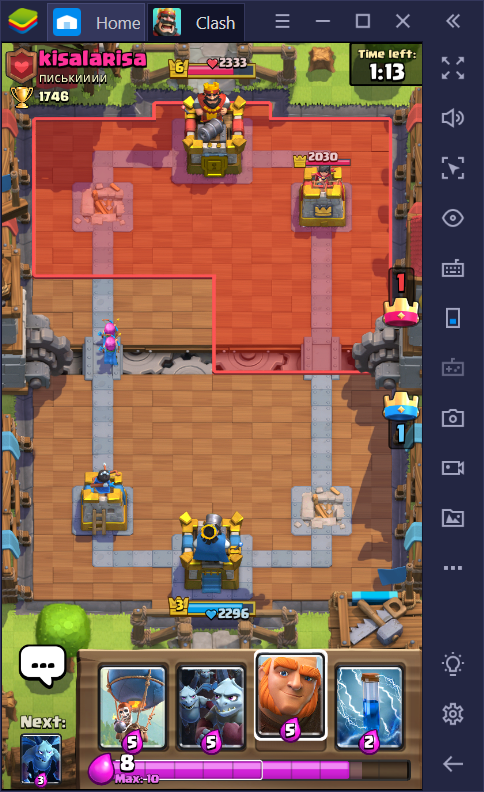 Home
Clash
kisalarisa
письkииии
1746
6
2333
Time left:
1:13
2030
1
1
3
2296
Next:
3
5
5
5
2
8
Max:10